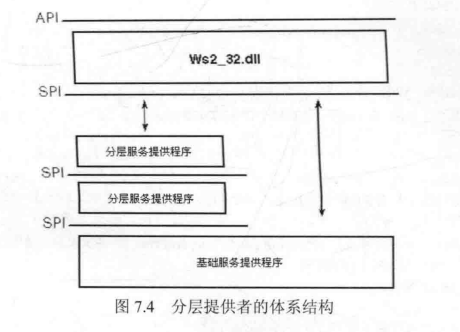 API
Ws2_32.dll
SPI
分层服务提供程序
SPI
分层服务提供程序
SPI
基础服务提供程序
图 7.4 分层提供者的体系结构